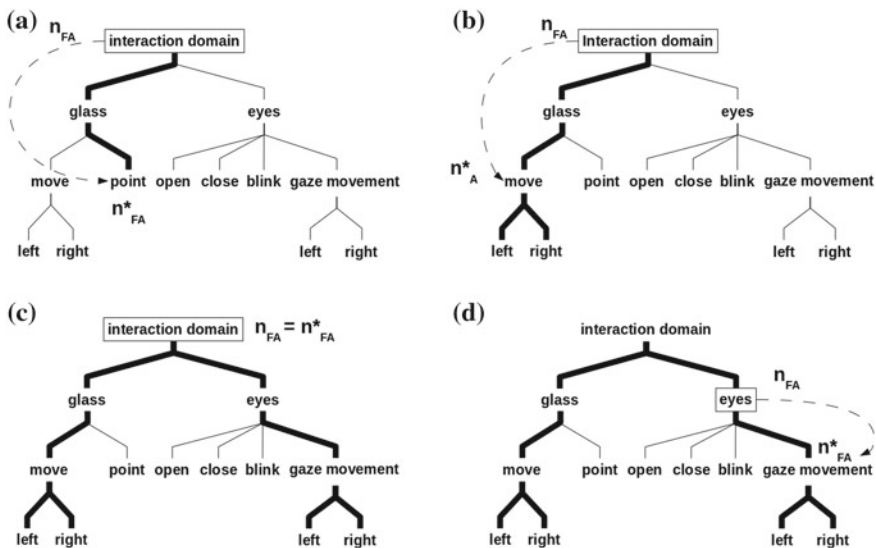 (a)
n_FA
interaction domain
glass eyes
move point open close blink gaze movement
n*_FA
left right left right
(b)
n_FA
Interaction domain
glass eyes
n*_A move point open close blink gaze movement
left right left right
(c)
interaction domain n_FA = n*_FA
glass eyes
move point open close blink gaze movement
left right left right
(d)
interaction domain
n_FA
glass eyes
n*_FA
move point open close blink gaze movement
left right left right